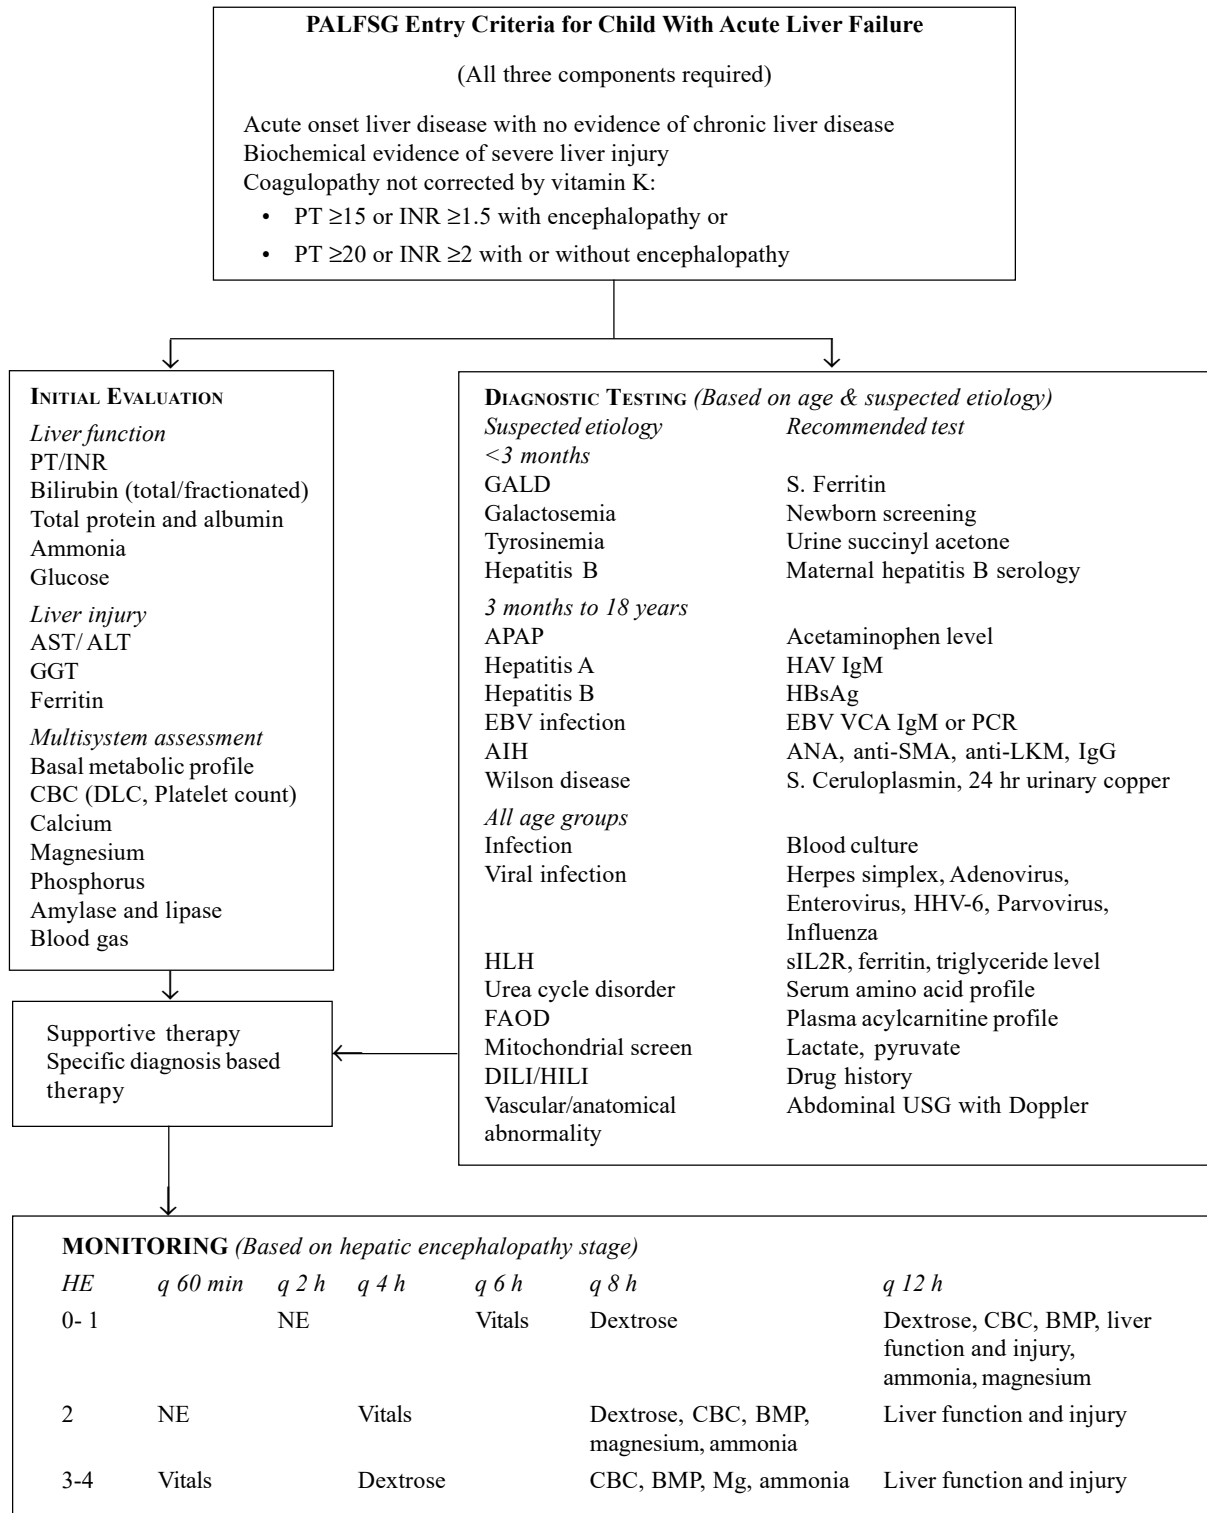 PALFSG Entry Criteria for Child With Acute Liver Failure
(All three components required)
Acute onset liver disease with no evidence of chronic liver disease
Biochemical evidence of severe liver injury
Coagulopathy not corrected by vitamin K:
• PT ≥15 or INR ≥1.5 with encephalopathy or
• PT ≥20 or INR ≥2 with or without encephalopathy
INITIAL EVALUATION
Liver function
PT/INR
Bilirubin (total/fractionated)
Total protein and albumin
Ammonia
Glucose
Liver injury
AST/ ALT
GGT
Ferritin
Multisystem assessment
Basal metabolic profile
CBC (DLC, Platelet count)
Calcium
Magnesium
Phosphorus
Amylase and lipase
Blood gas
DIAGNOSTIC TESTING (Based on age & suspected etiology)
Suspected etiology Recommended test
<3 months
GALD S. Ferritin
Galactosemia Newborn screening
Tyrosinemia Urine succinyl acetone
Hepatitis B Maternal hepatitis B serology
3 months to 18 years
APAP Acetaminophen level
Hepatitis A HAV IgM
Hepatitis B HBsAg
EBV infection EBV VCA IgM or PCR
AIH ANA, anti-SMA, anti-LKM, IgG
Wilson disease S. Ceruloplasmin, 24 hr urinary copper
All age groups
Infection Blood culture
Viral infection Herpes simplex, Adenovirus,
Enterovirus, HHV-6, Parvovirus,
Influenza
HLH sIL2R, ferritin, triglyceride level
Urea cycle disorder Serum amino acid profile
FAOD Plasma acylcarnitine profile
Mitochondrial screen Lactate, pyruvate
DILI/HILI Drug history
Vascular/anatomical Abdominal USG with Doppler
abnormality
Supportive therapy
Specific diagnosis based
therapy
MONITORING (Based on hepatic encephalopathy stage)
HE q 60 min q 2 h q 4 h q 6 h q 8 h q 12 h
0- 1 NE Vitals Dextrose Dextrose, CBC, BMP, liver
function and injury,
ammonia, magnesium
2 NE Vitals Dextrose, CBC, BMP, Liver function and injury
magnesium, ammonia
3-4 Vitals Dextrose CBC, BMP, Mg, ammonia Liver function and injury